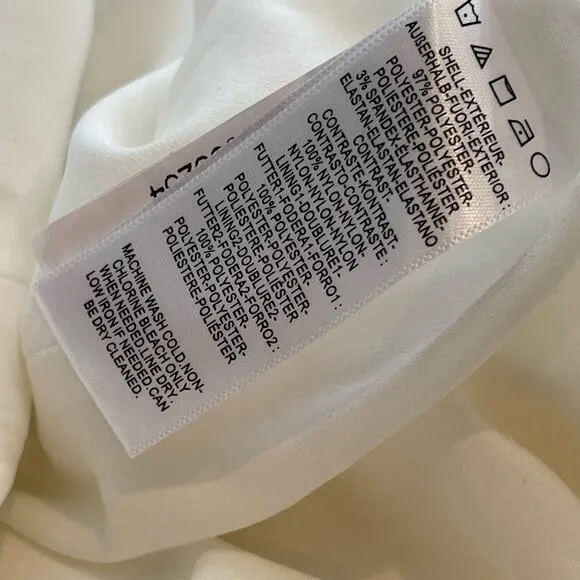 SHELL-EXTÉRIEUR-
AUßERHALB-FUORI-EXTERIOR :
97% POLYESTER-
POLYESTER-POLYESTER-
POLIESTERE-POLIÉSTER
3% SPANDEX-ÉLASTHANNE-
ELASTAN-ELASTAN-ELASTANO
CONTRAST-
CONTRASTE-KONTRAST-
CONTRASTO-CONTRASTE :
100% NYLON-NYLON-
NYLON-NYLON-NYLON
LINING1-DOUBLURE1-
FUTTER1-FODERA1-FORRO1 :
100% POLYESTER-
POLYESTER-POLYESTER-
POLIESTERE-POLIÉSTER
LINING2-DOUBLURE2-
FUTTER2-FODERA2-FORRO2 :
100% POLYESTER-
POLYESTER-POLYESTER-
POLIESTERE-POLIÉSTER
MACHINE WASH COLD.NON-
CHLORINE BLEACH ONLY
WHEN NEEDED.LINE DRY.
LOW IRON IF NEEDED.CAN
BE DRY CLEANED.